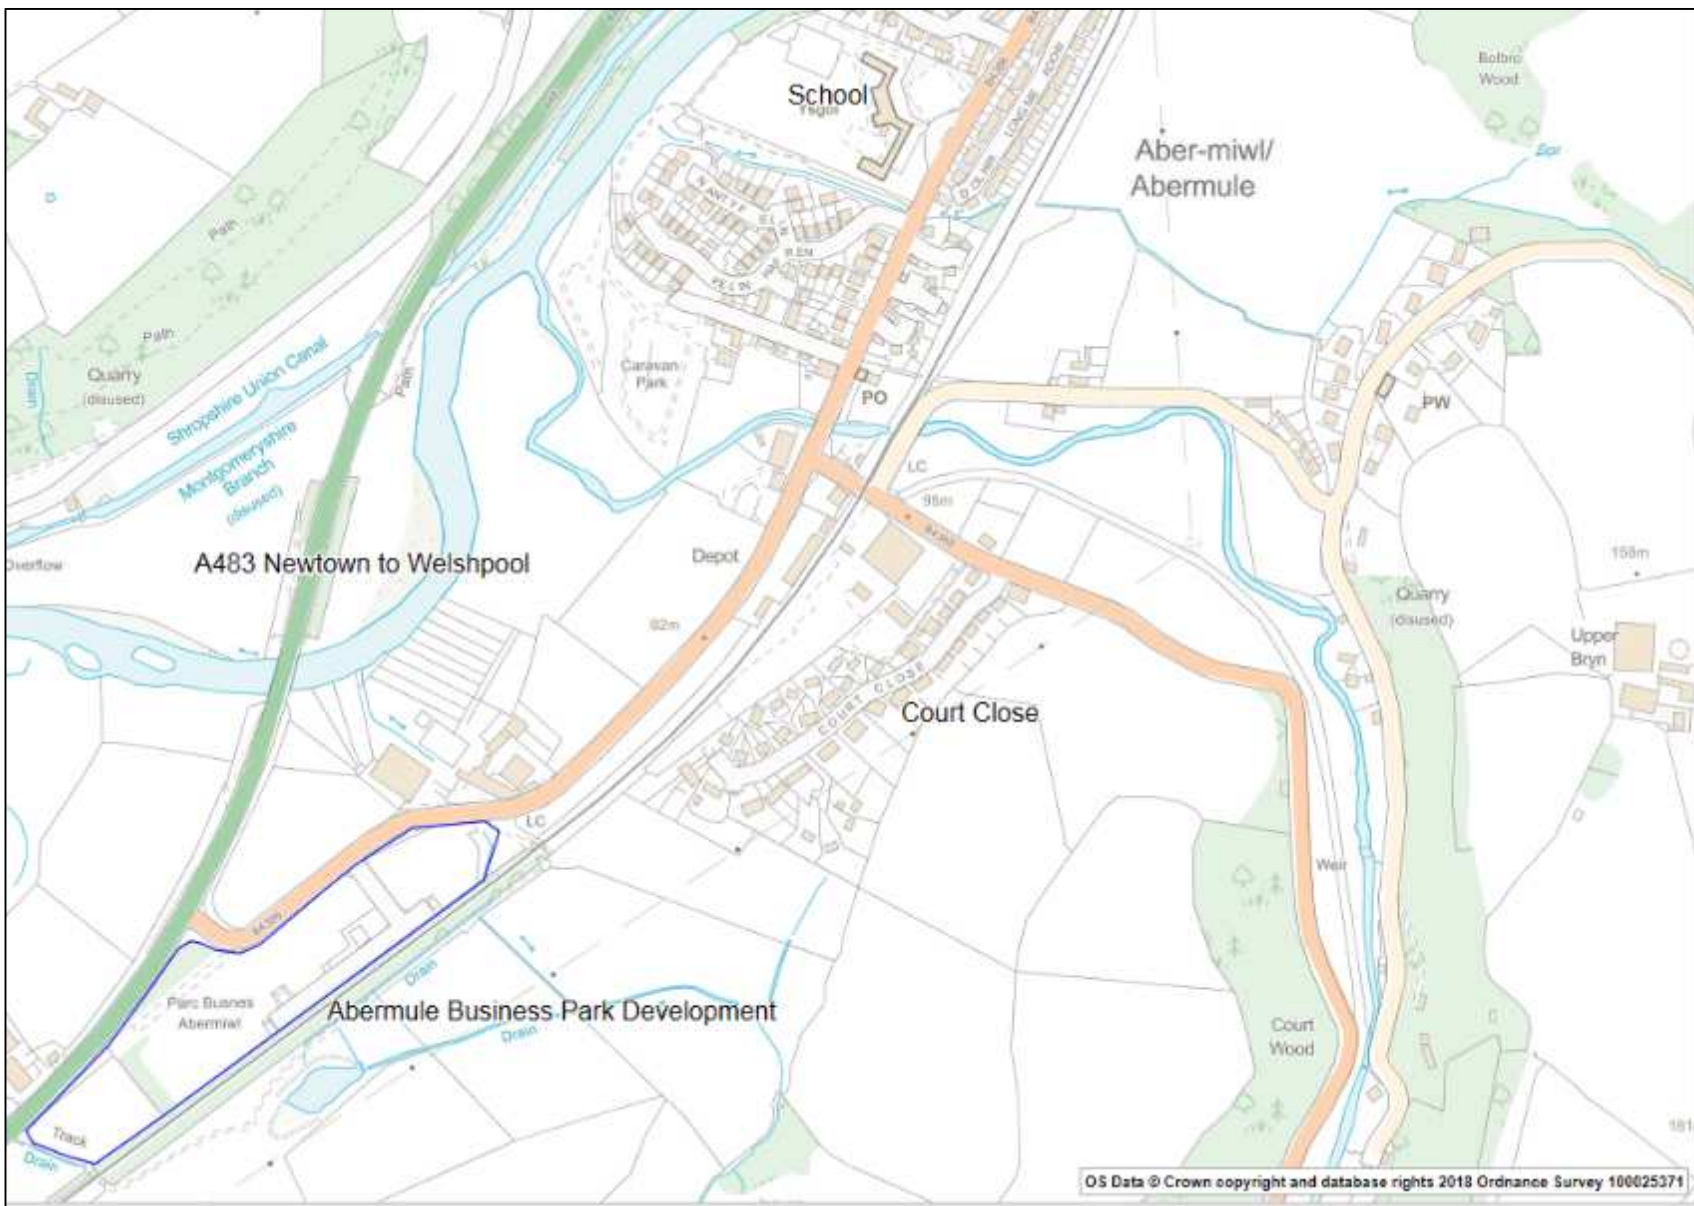 Bolbro
Wood
School
Ysgol
Aber-miwl/
Abermule
Path
Path
Quarry
(disused)
Drain
Shropshire Union Canal
Montgomeryshire
Branch
(disused)
Path
Caravan
Park
PO
PW
LC
98m
B4368
Overflow
A483 Newtown to Welshpool
Depot
82m
158m
Quarry
(disused)
Upper
Bryn
COURT CLOSE
Court Close
LC
Weir
Drain
Parc Busnes
Abermiwl
Abermule Business Park Development
Drain
Court
Wood
Track
Drain
OS Data © Crown copyright and database rights 2018 Ordnance Survey 100025371